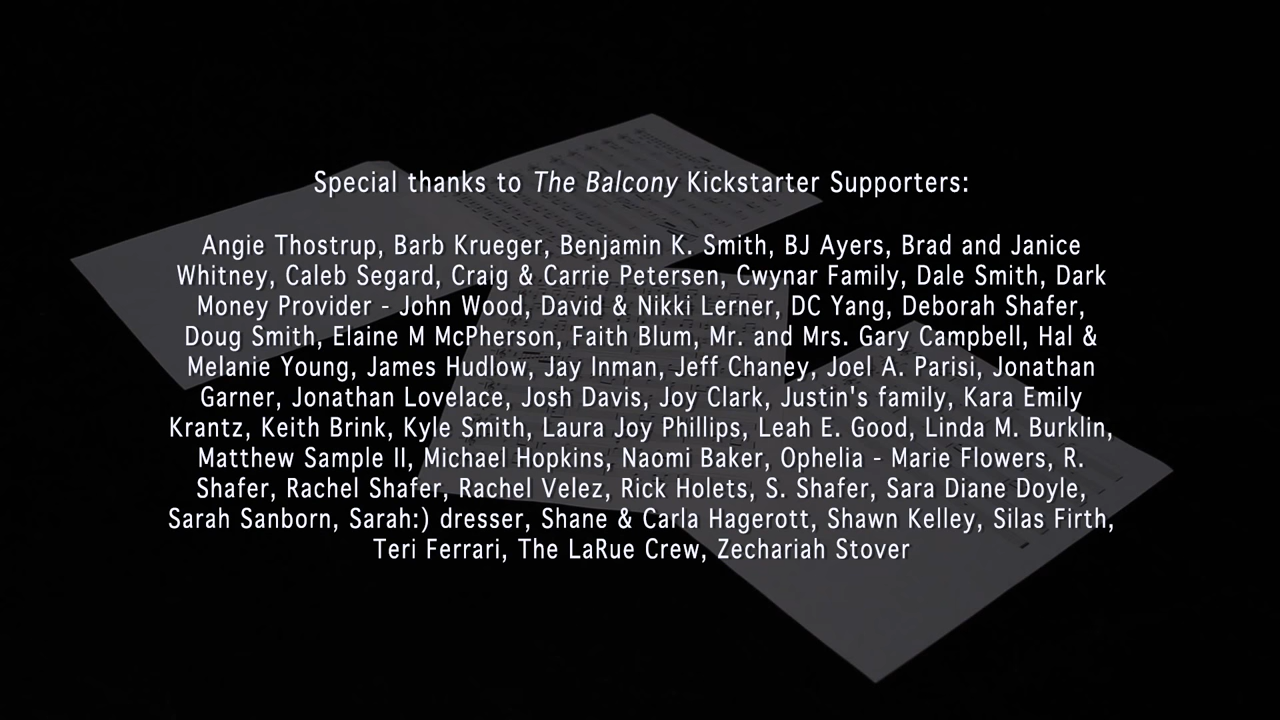 Special thanks to The Balcony Kickstarter Supporters:
Angie Thostrup, Barb Krueger, Benjamin K. Smith, BJ Ayers, Brad and Janice
Whitney, Caleb Segard, Craig & Carrie Petersen, Cwynar Family, Dale Smith, Dark
Money Provider - John Wood, David & Nikki Lerner, DC Yang, Deborah Shafer,
Doug Smith, Elaine M McPherson, Faith Blum, Mr. and Mrs. Gary Campbell, Hal &
Melanie Young, James Hudlow, Jay Inman, Jeff Chaney, Joel A. Parisi, Jonathan
Garner, Jonathan Lovelace, Josh Davis, Joy Clark, Justin's family, Kara Emily
Krantz, Keith Brink, Kyle Smith, Laura Joy Phillips, Leah E. Good, Linda M. Burklin,
Matthew Sample II, Michael Hopkins, Naomi Baker, Ophelia - Marie Flowers, R.
Shafer, Rachel Shafer, Rachel Velez, Rick Holets, S. Shafer, Sara Diane Doyle,
Sarah Sanborn, Sarah:) dresser, Shane & Carla Hagerott, Shawn Kelley, Silas Firth,
Teri Ferrari, The LaRue Crew, Zechariah Stover